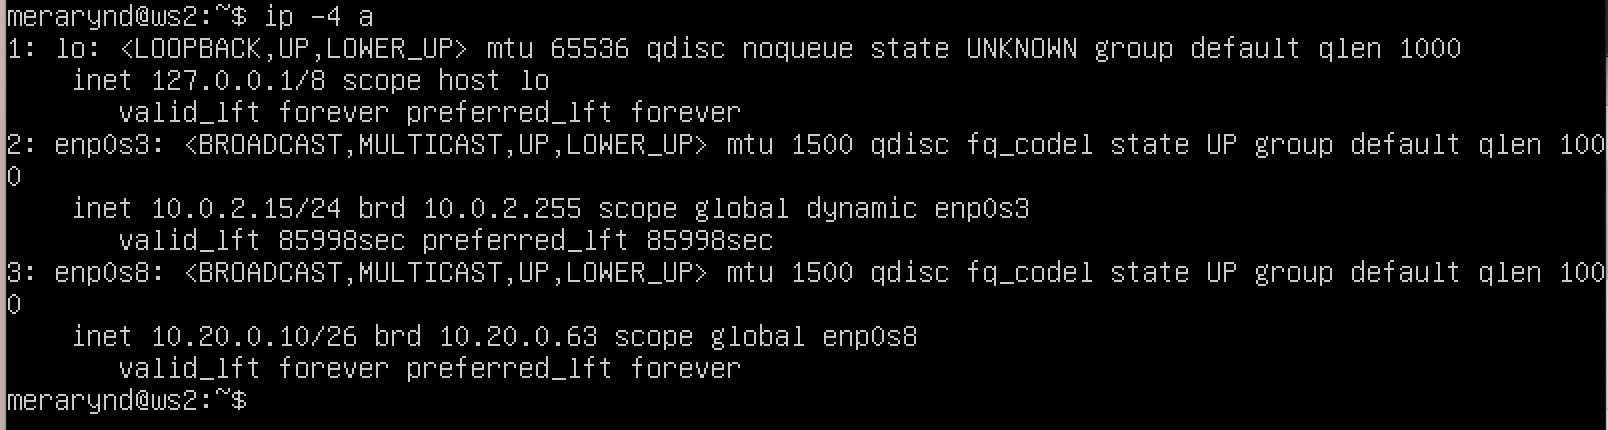 merarynd@ws2:~$ ip -4 a
1: lo: <LOOPBACK,UP,LOWER_UP> mtu 65536 qdisc noqueue state UNKNOWN group default qlen 1000
    inet 127.0.0.1/8 scope host lo
       valid_lft forever preferred_lft forever
2: enp0s3: <BROADCAST,MULTICAST,UP,LOWER_UP> mtu 1500 qdisc fq_codel state UP group default qlen 100
0
    inet 10.0.2.15/24 brd 10.0.2.255 scope global dynamic enp0s3
       valid_lft 85998sec preferred_lft 85998sec
3: enp0s8: <BROADCAST,MULTICAST,UP,LOWER_UP> mtu 1500 qdisc fq_codel state UP group default qlen 100
0
    inet 10.20.0.10/26 brd 10.20.0.63 scope global enp0s8
       valid_lft forever preferred_lft forever
merarynd@ws2:~$